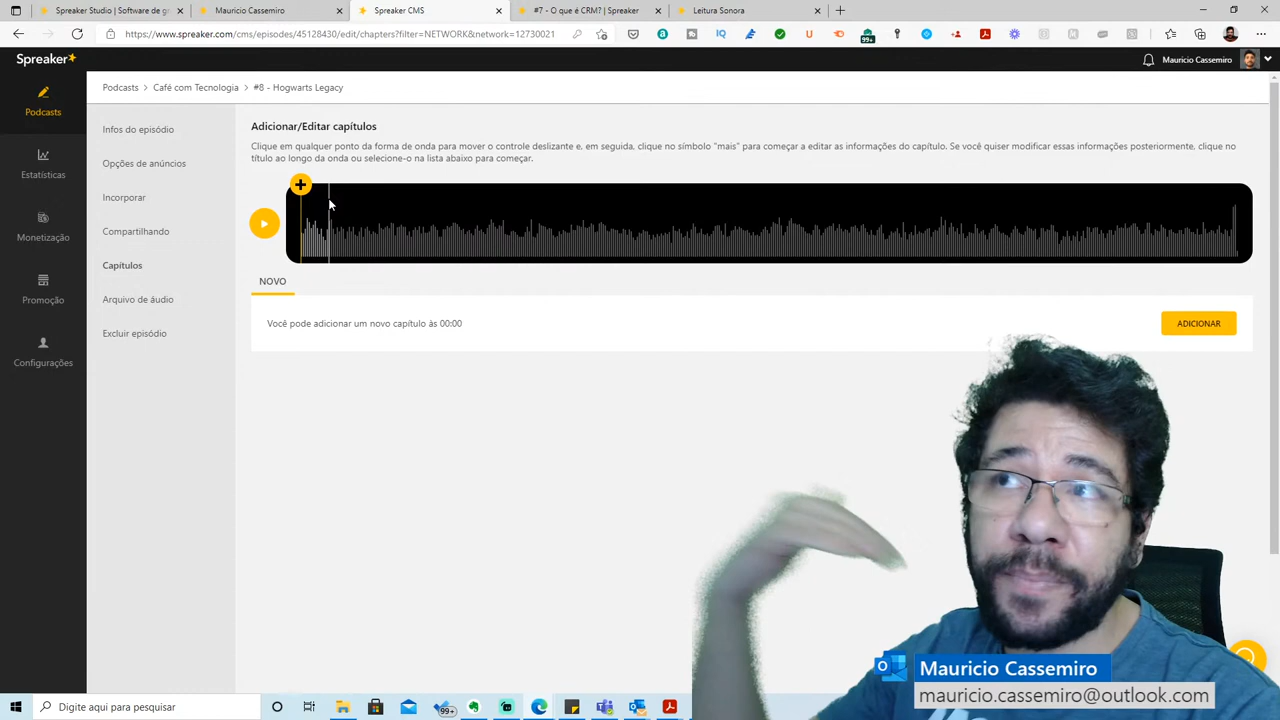 Spreaker Studio | Software de gr
Mauricio Cassemiro
Spreaker CMS
#7 - O que é CRM? | Spreaker
Leitura Sonora
https://www.spreaker.com/cms/episodes/45128430/edit/chapters?filter=NETWORK&network=12730021
99+
Spreaker
Mauricio Cassemiro
Podcasts
Estatísticas
Monetização
Promoção
Configurações
Podcasts > Café com Tecnologia > #8 - Hogwarts Legacy
Infos do episódio
Opções de anúncios
Incorporar
Compartilhando
Capítulos
Arquivo de áudio
Excluir episódio
Adicionar/Editar capítulos
Clique em qualquer ponto da forma de onda para mover o controle deslizante e, em seguida, clique no símbolo "mais" para começar a editar as informações do capítulo. Se você quiser modificar essas informações posteriormente, clique no
título ao longo da onda ou selecione-o na lista abaixo para começar.
NOVO
Você pode adicionar um novo capítulo às 00:00
ADICIONAR
Mauricio Cassemiro
mauricio.cassemiro@outlook.com
Digite aqui para pesquisar
99+